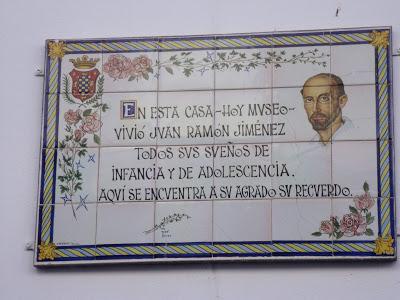 EN ESTA CASA-HOY MVSEO-
VIVIÓ JVAN RAMÓN JIMÉNEZ
TODOS SVS SVEÑOS DE
INFANCIA Y DE ADOLESCENCIA.
AQVÍ SE ENCVENTRA A SV AGRADO SV RECVERDO.